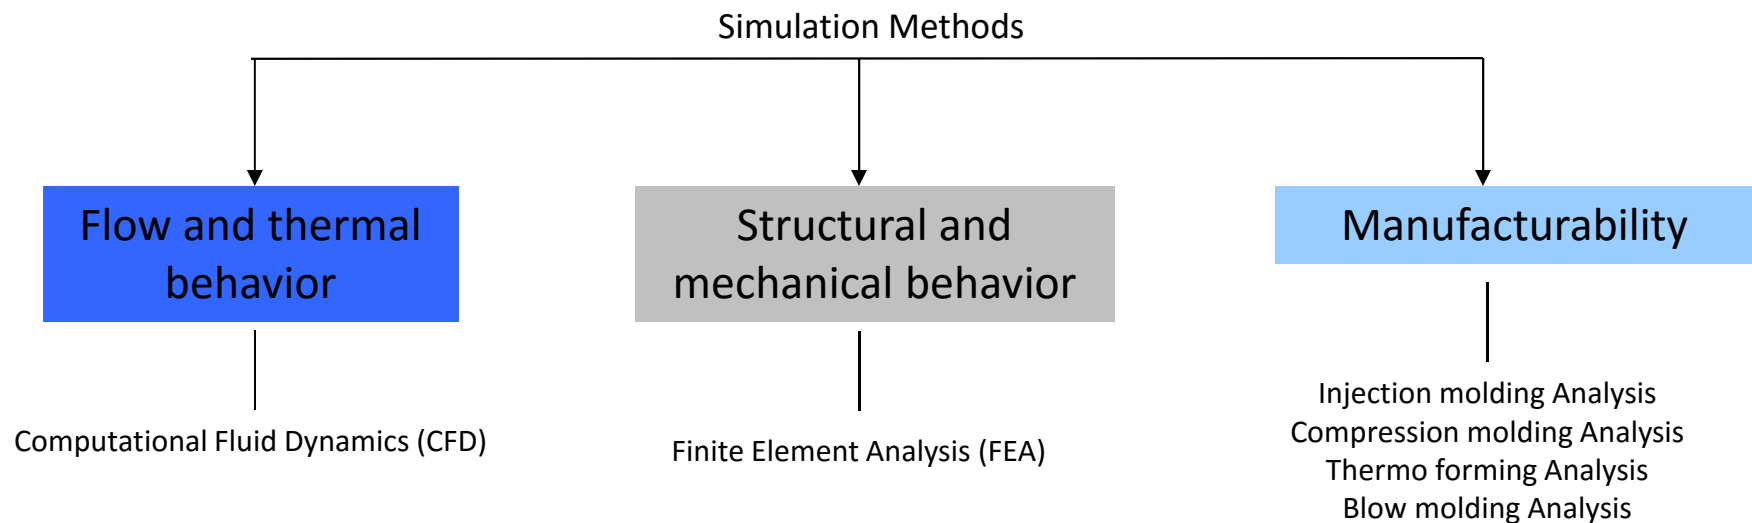 Simulation Methods
Flow and thermal
behavior
Structural and
mechanical behavior
Manufacturability
Computational Fluid Dynamics (CFD)
Finite Element Analysis (FEA)
Injection molding Analysis
Compression molding Analysis
Thermo forming Analysis
Blow molding Analysis